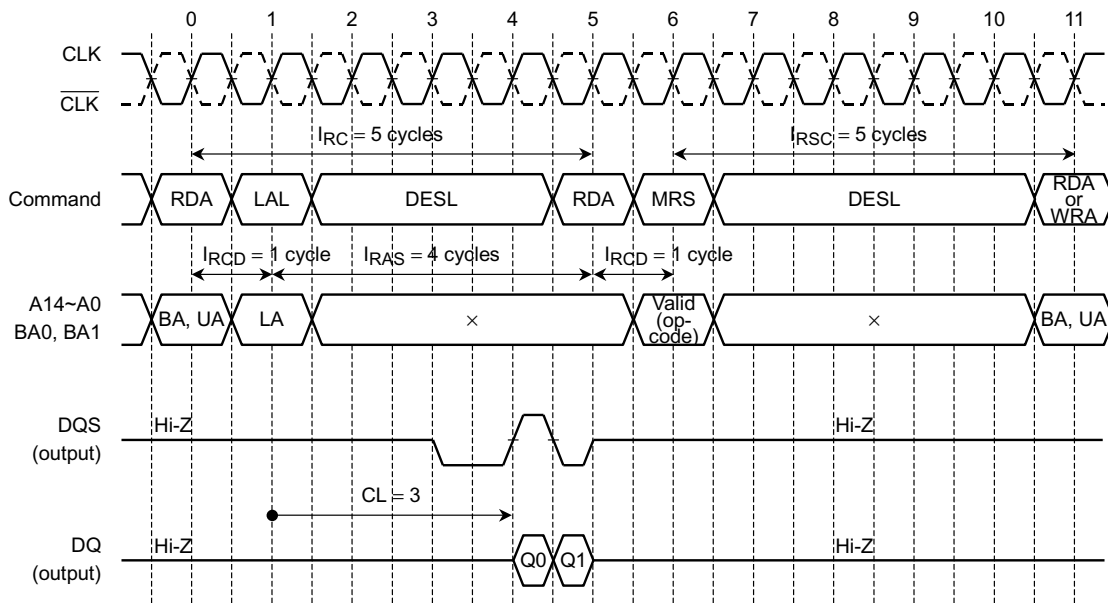 0 1 2 3 4 5 6 7 8 9 10 11
CLK
CLK
IRC = 5 cycles
IRSC = 5 cycles
Command
RDA
LAL
DESL
RDA
MRS
DESL
RDA
or
WRA
IRCD = 1 cycle
IRAS = 4 cycles
IRCD = 1 cycle
A14~A0
BA0, BA1
BA, UA
LA
×
Valid
(op-
code)
×
BA, UA
DQS
(output)
Hi-Z
Hi-Z
CL = 3
DQ
(output)
Hi-Z
Q0
Q1
Hi-Z